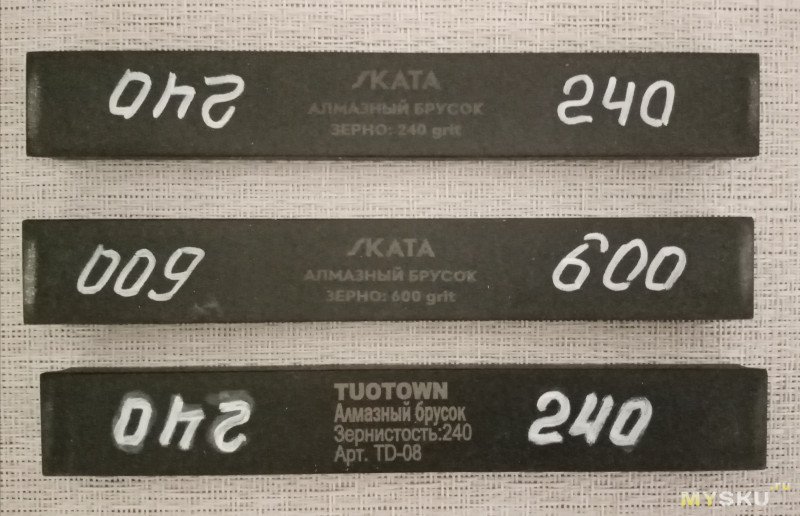 240 SKATA 240
АЛМАЗНЫЙ БРУСОК
ЗЕРНО: 240 grit
600 SKATA 600
АЛМАЗНЫЙ БРУСОК
ЗЕРНО: 600 grit
240 TUOTOWN 240
Алмазный брусок
Зернистость:240
Арт. TD-08
MYSKU.ru